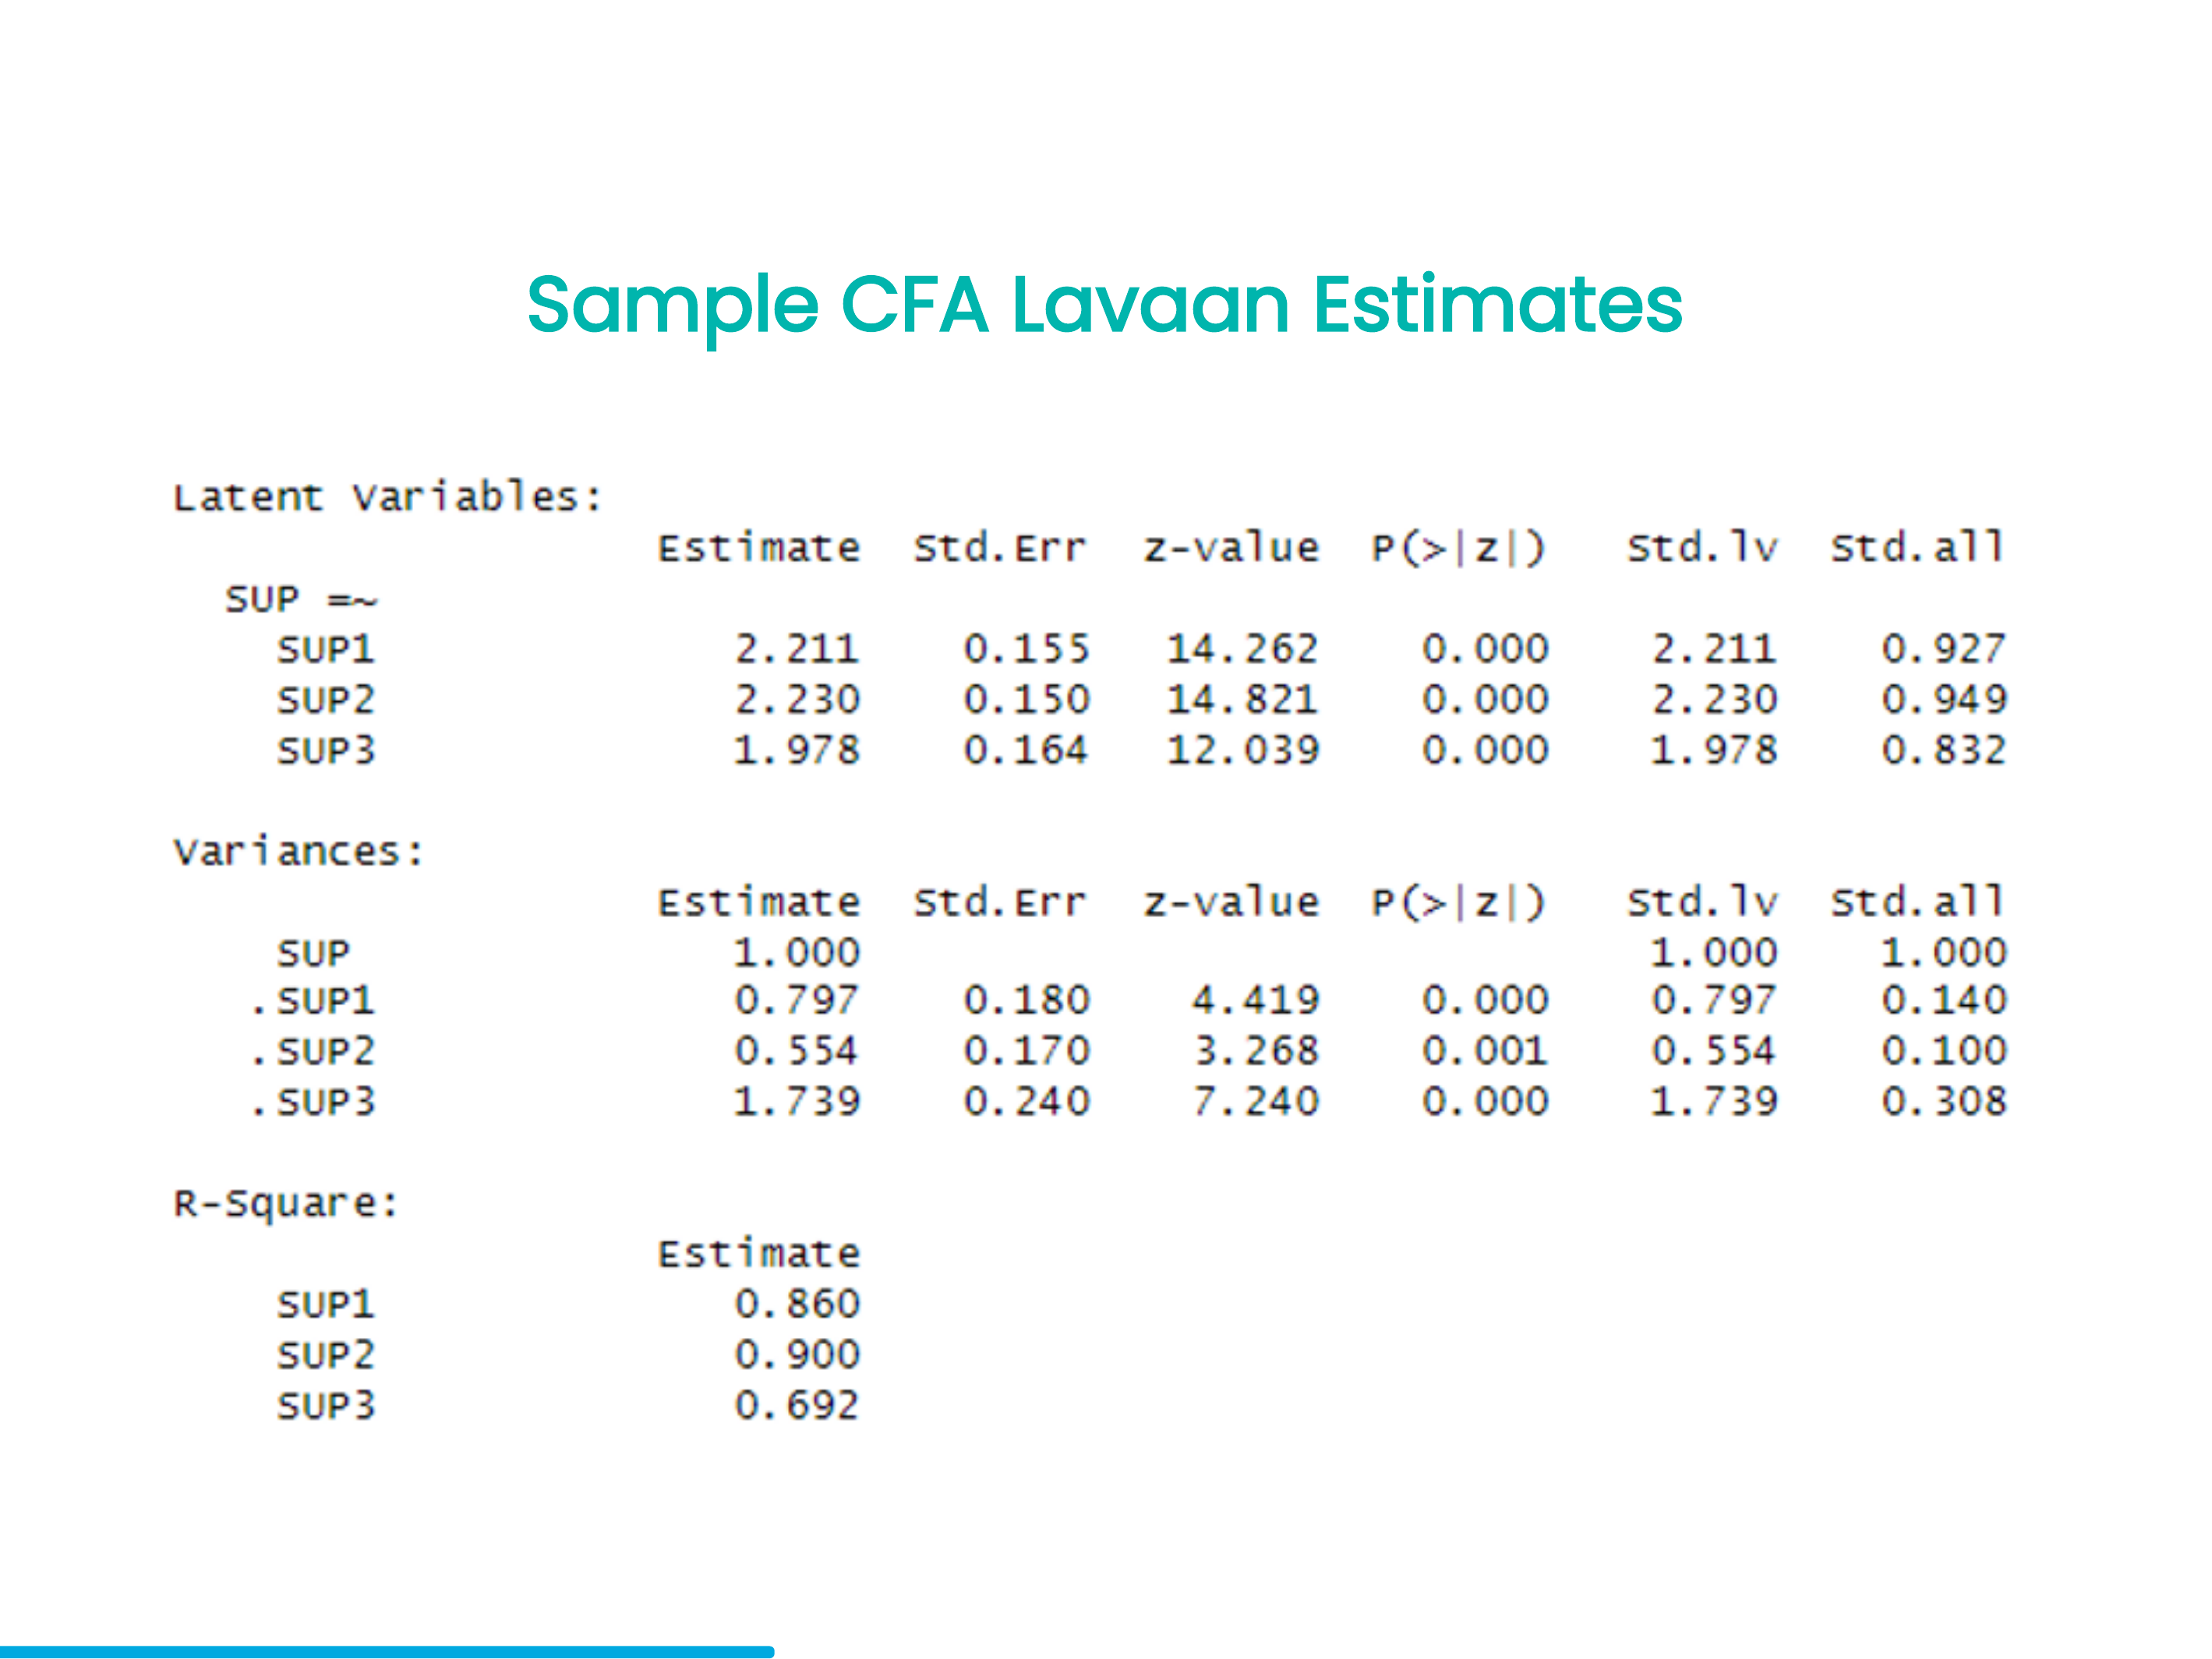 Sample CFA Lavaan Estimates
Latent Variables:
Estimate Std.Err z-value P(>|z|) Std.lv Std.all
SUP =~
SUP1 2.211 0.155 14.262 0.000 2.211 0.927
SUP2 2.230 0.150 14.821 0.000 2.230 0.949
SUP3 1.978 0.164 12.039 0.000 1.978 0.832
Variances:
Estimate Std.Err z-value P(>|z|) Std.lv Std.all
SUP 1.000 1.000 1.000
.SUP1 0.797 0.180 4.419 0.000 0.797 0.140
.SUP2 0.554 0.170 3.268 0.001 0.554 0.100
.SUP3 1.739 0.240 7.240 0.000 1.739 0.308
R-Square:
Estimate
SUP1 0.860
SUP2 0.900
SUP3 0.692